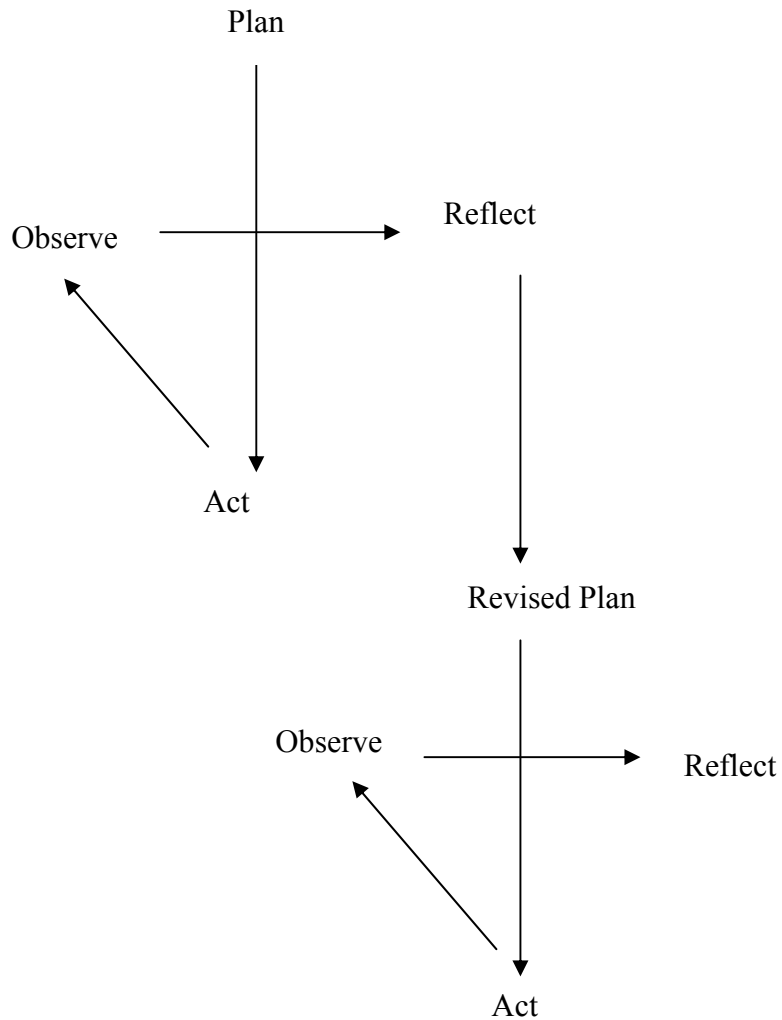 Plan
Observe
Reflect
Act
Revised Plan
Observe
Reflect
Act